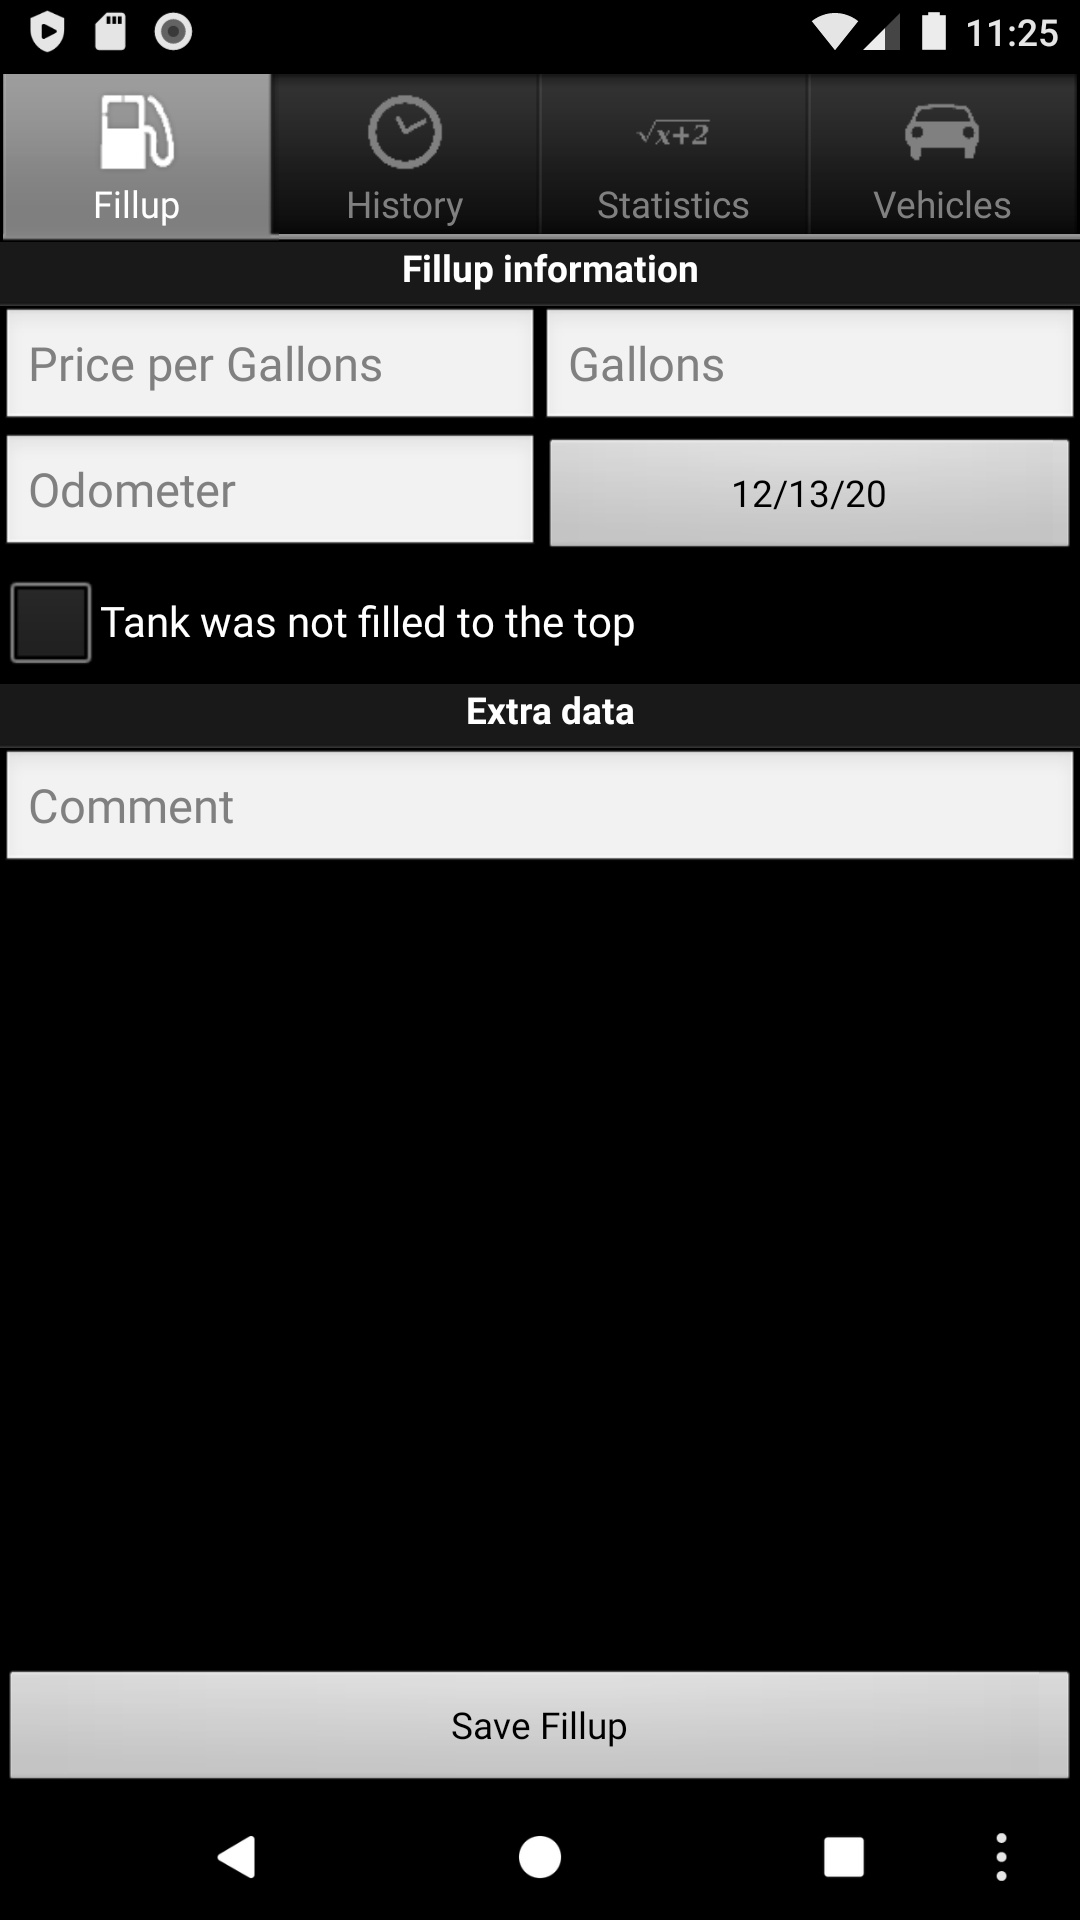 11:25
Fillup
History
√x+2
Statistics
Vehicles
Fillup information
Price per Gallons
Gallons
Odometer
12/13/20
Tank was not filled to the top
Extra data
Comment
Save Fillup